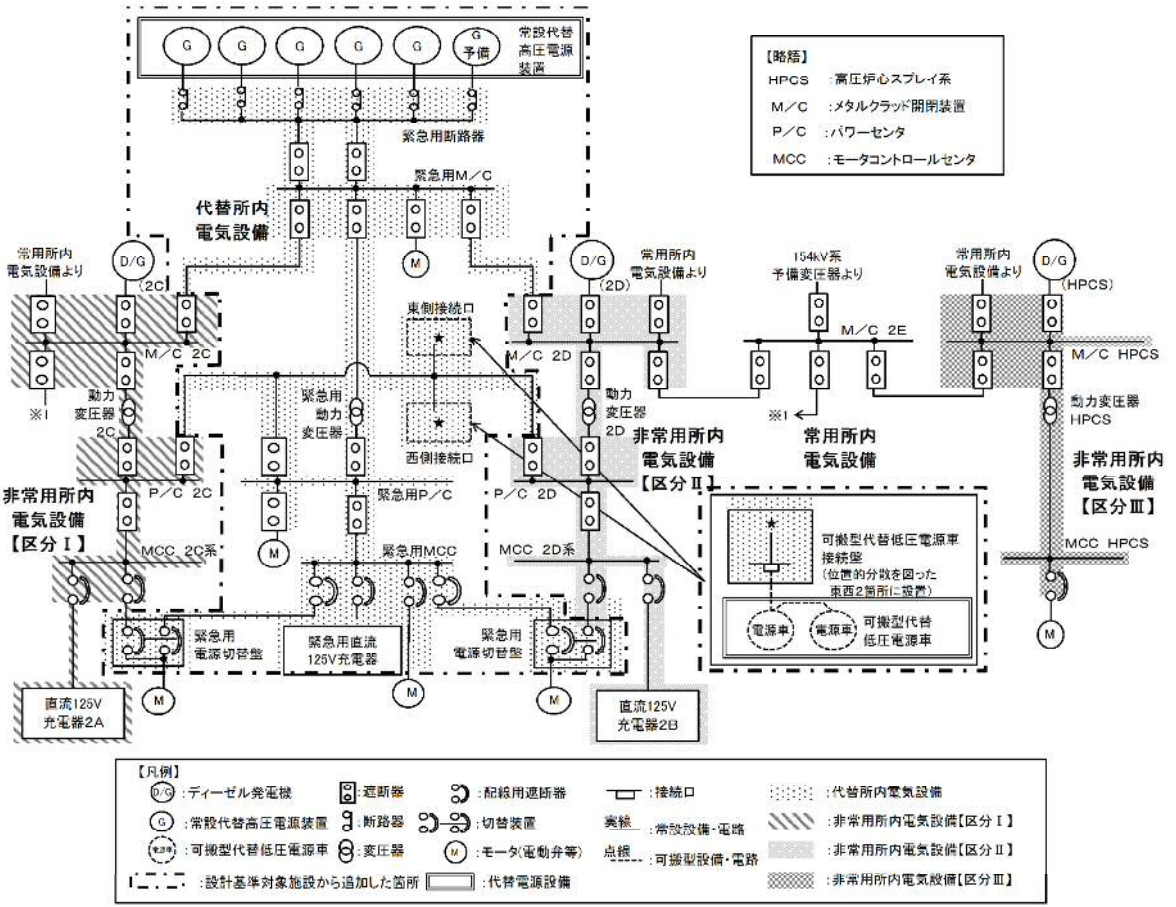 G
G
G
G
G
G
予備
常設代替
高圧電源
装置
緊急用断路器
緊急用M／C
代替所内
電気設備
M
【略語】
HPCS :高圧炉心スプレイ系
M／C :メタルクラッド開閉装置
P／C :パワーセンタ
MCC :モータコントロールセンタ
常用所内
電気設備より
D/G
(2C)
M／C 2C
※1
動力
変圧器
2C
P／C 2C
非常用所内
電気設備
【区分Ⅰ】
MCC 2C系
東側接続口
★
★
西側接続口
緊急用
動力
変圧器
緊急用P／C
M
緊急用MCC
D/G
(2D)
常用所内
電気設備より
M／C 2D
動力
変圧器
2D
P／C 2D
非常用所内
電気設備
【区分Ⅱ】
MCC 2D系
154kV系
予備変圧器より
M／C 2E
※1
常用所内
電気設備
常用所内
電気設備より
D/G
(HPCS)
M／C HPCS
動力変圧器
HPCS
非常用所内
電気設備
【区分Ⅲ】
MCC HPCS
M
★
可搬型代替低圧電源車
接続盤
(位置的分散を図った
東西2箇所に設置)
電源車
電源車
可搬型代替
低圧電源車
緊急用
電源切替盤
緊急用直流
125V充電器
緊急用
電源切替盤
M
M
M
直流125V
充電器2A
直流125V
充電器2B
【凡例】
D/G :ディーゼル発電機
:遮断器
:配線用遮断器
:接続口
:代替所内電気設備
G :常設代替高圧電源装置
:断路器
:切替装置
実線 :常設設備・電路
:非常用所内電気設備【区分Ⅰ】
電源車 :可搬型代替低圧電源車
:変圧器
M :モータ(電動弁等)
点線 :可搬型設備・電路
:非常用所内電気設備【区分Ⅱ】
:設計基準対象施設から追加した箇所
:代替電源設備
:非常用所内電気設備【区分Ⅲ】